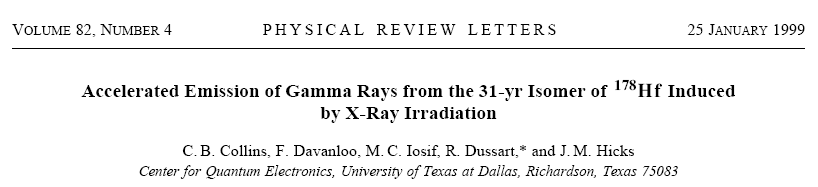 VOLUME 82, NUMBER 4 PHYSICAL REVIEW LETTERS 25 JANUARY 1999
Accelerated Emission of Gamma Rays from the 31-yr Isomer of ¹⁷⁸Hf Induced
by X-Ray Irradiation
C. B. Collins, F. Davanloo, M. C. Iosif, R. Dussart,* and J. M. Hicks
Center for Quantum Electronics, University of Texas at Dallas, Richardson, Texas 75083